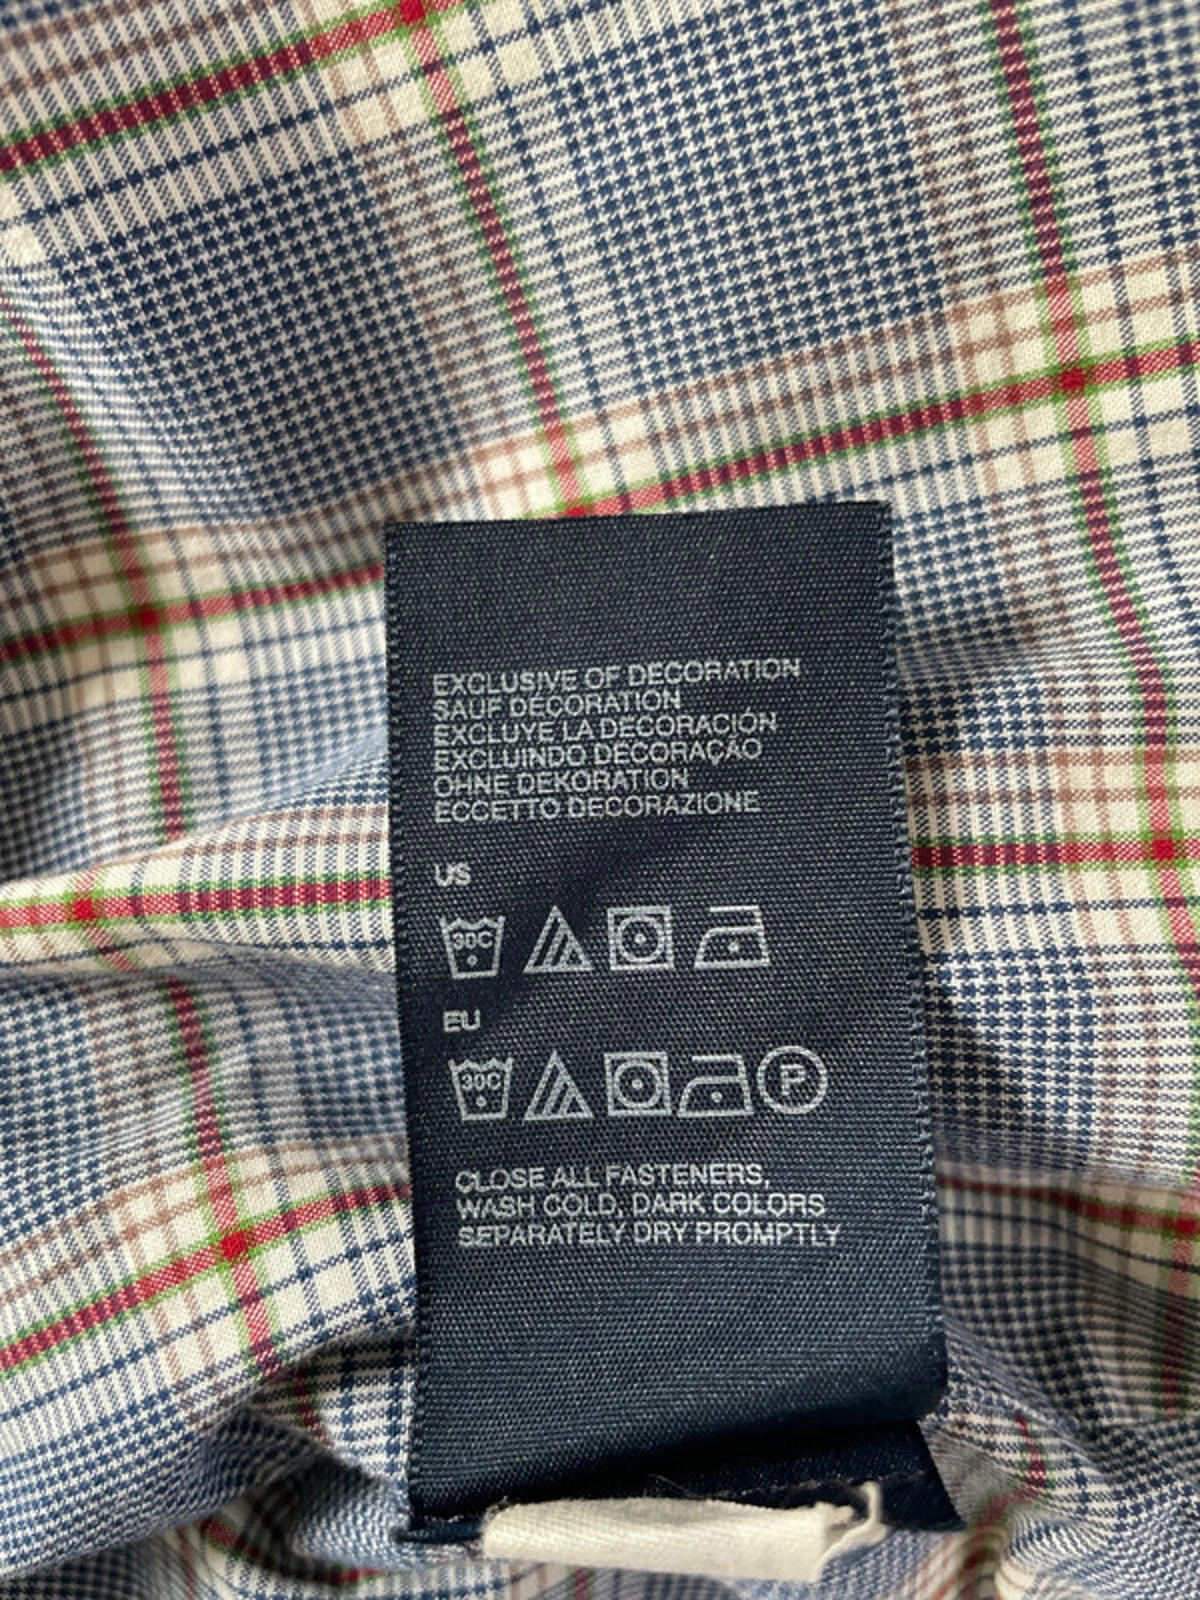 EXCLUSIVE OF DECORATION
SAUF DECORATION
EXCLUYE LA DECORACIÓN
EXCLUINDO DECORAÇÃO
OHNE DEKORATION
ECCETTO DECORAZIONE
US
30C
EU
30C P
CLOSE ALL FASTENERS,
WASH COLD, DARK COLORS
SEPARATELY DRY PROMPTLY